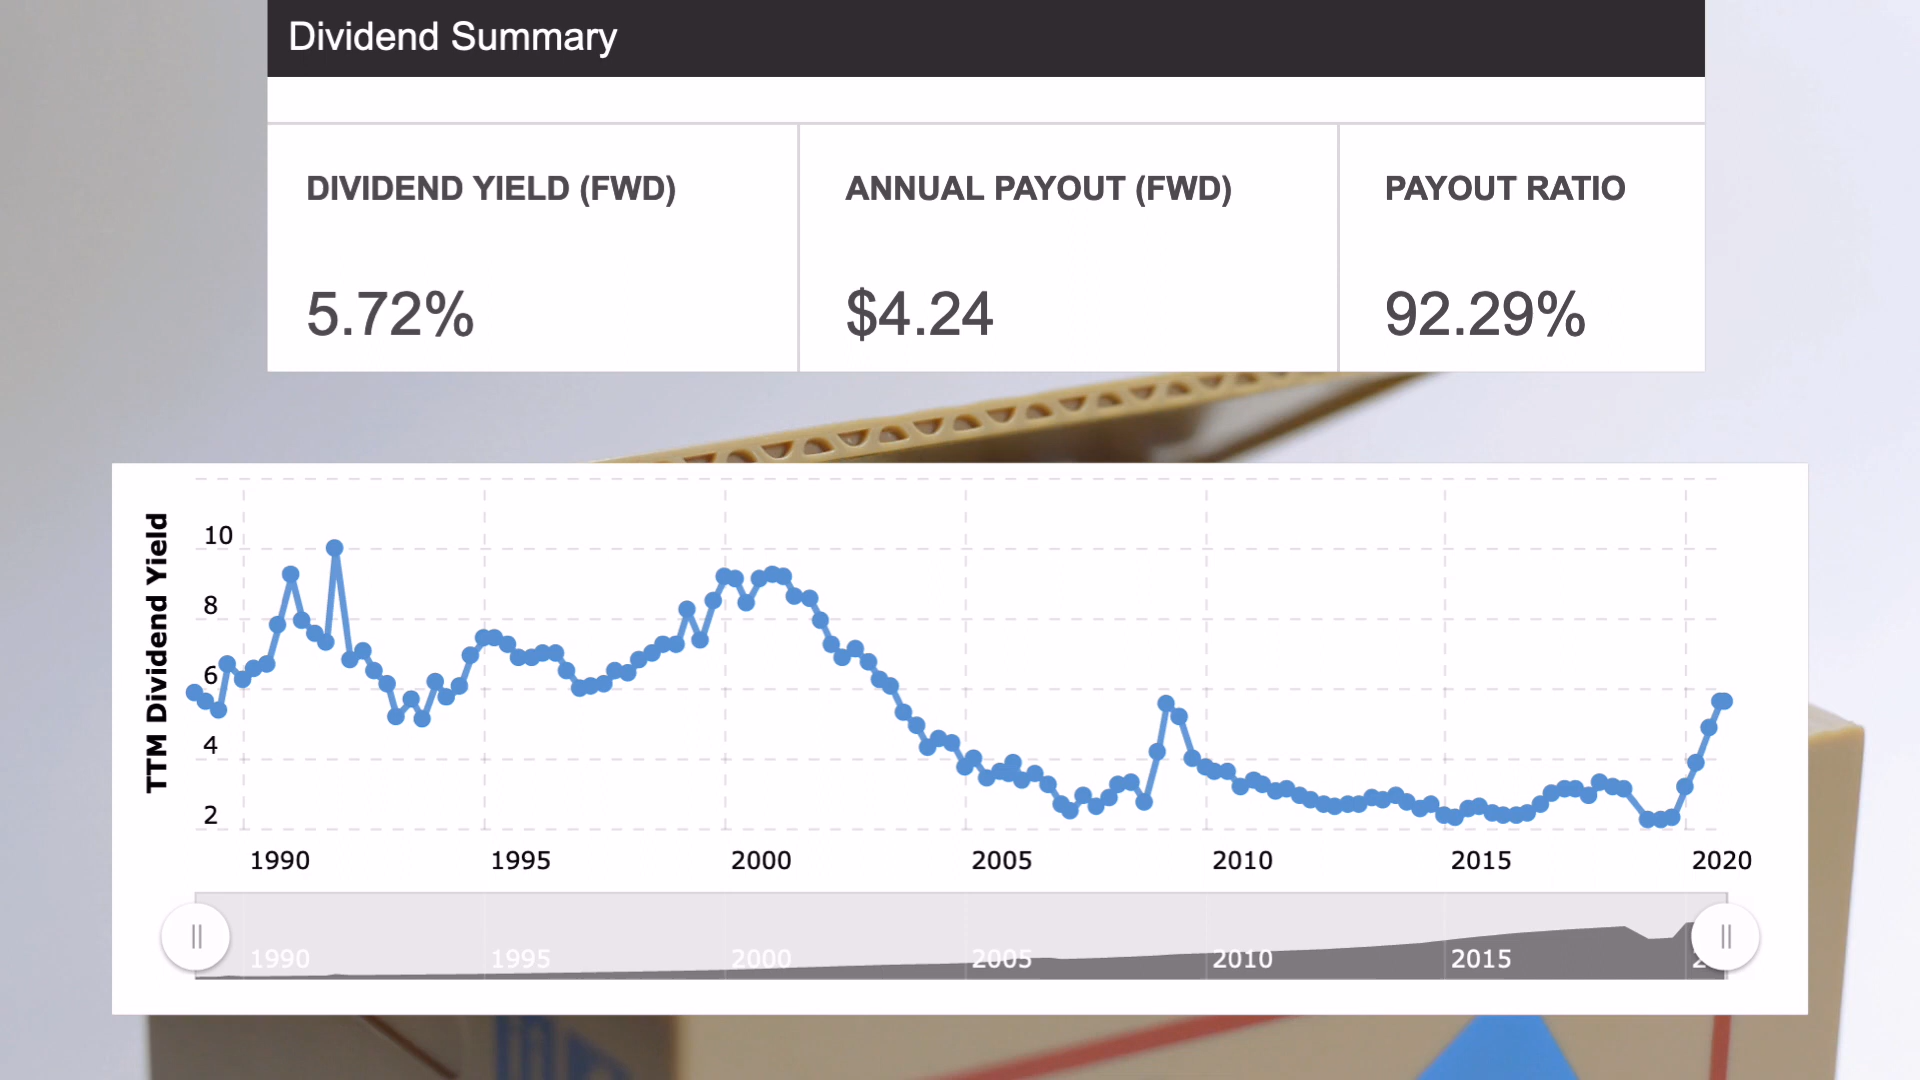 Dividend Summary
DIVIDEND YIELD (FWD) ANNUAL PAYOUT (FWD) PAYOUT RATIO
5.72% $4.24 92.29%
TTM Dividend Yield
10
8
6
4
2
1990 1995 2000 2005 2010 2015 2020
1990 1995 2000 2005 2010 2015